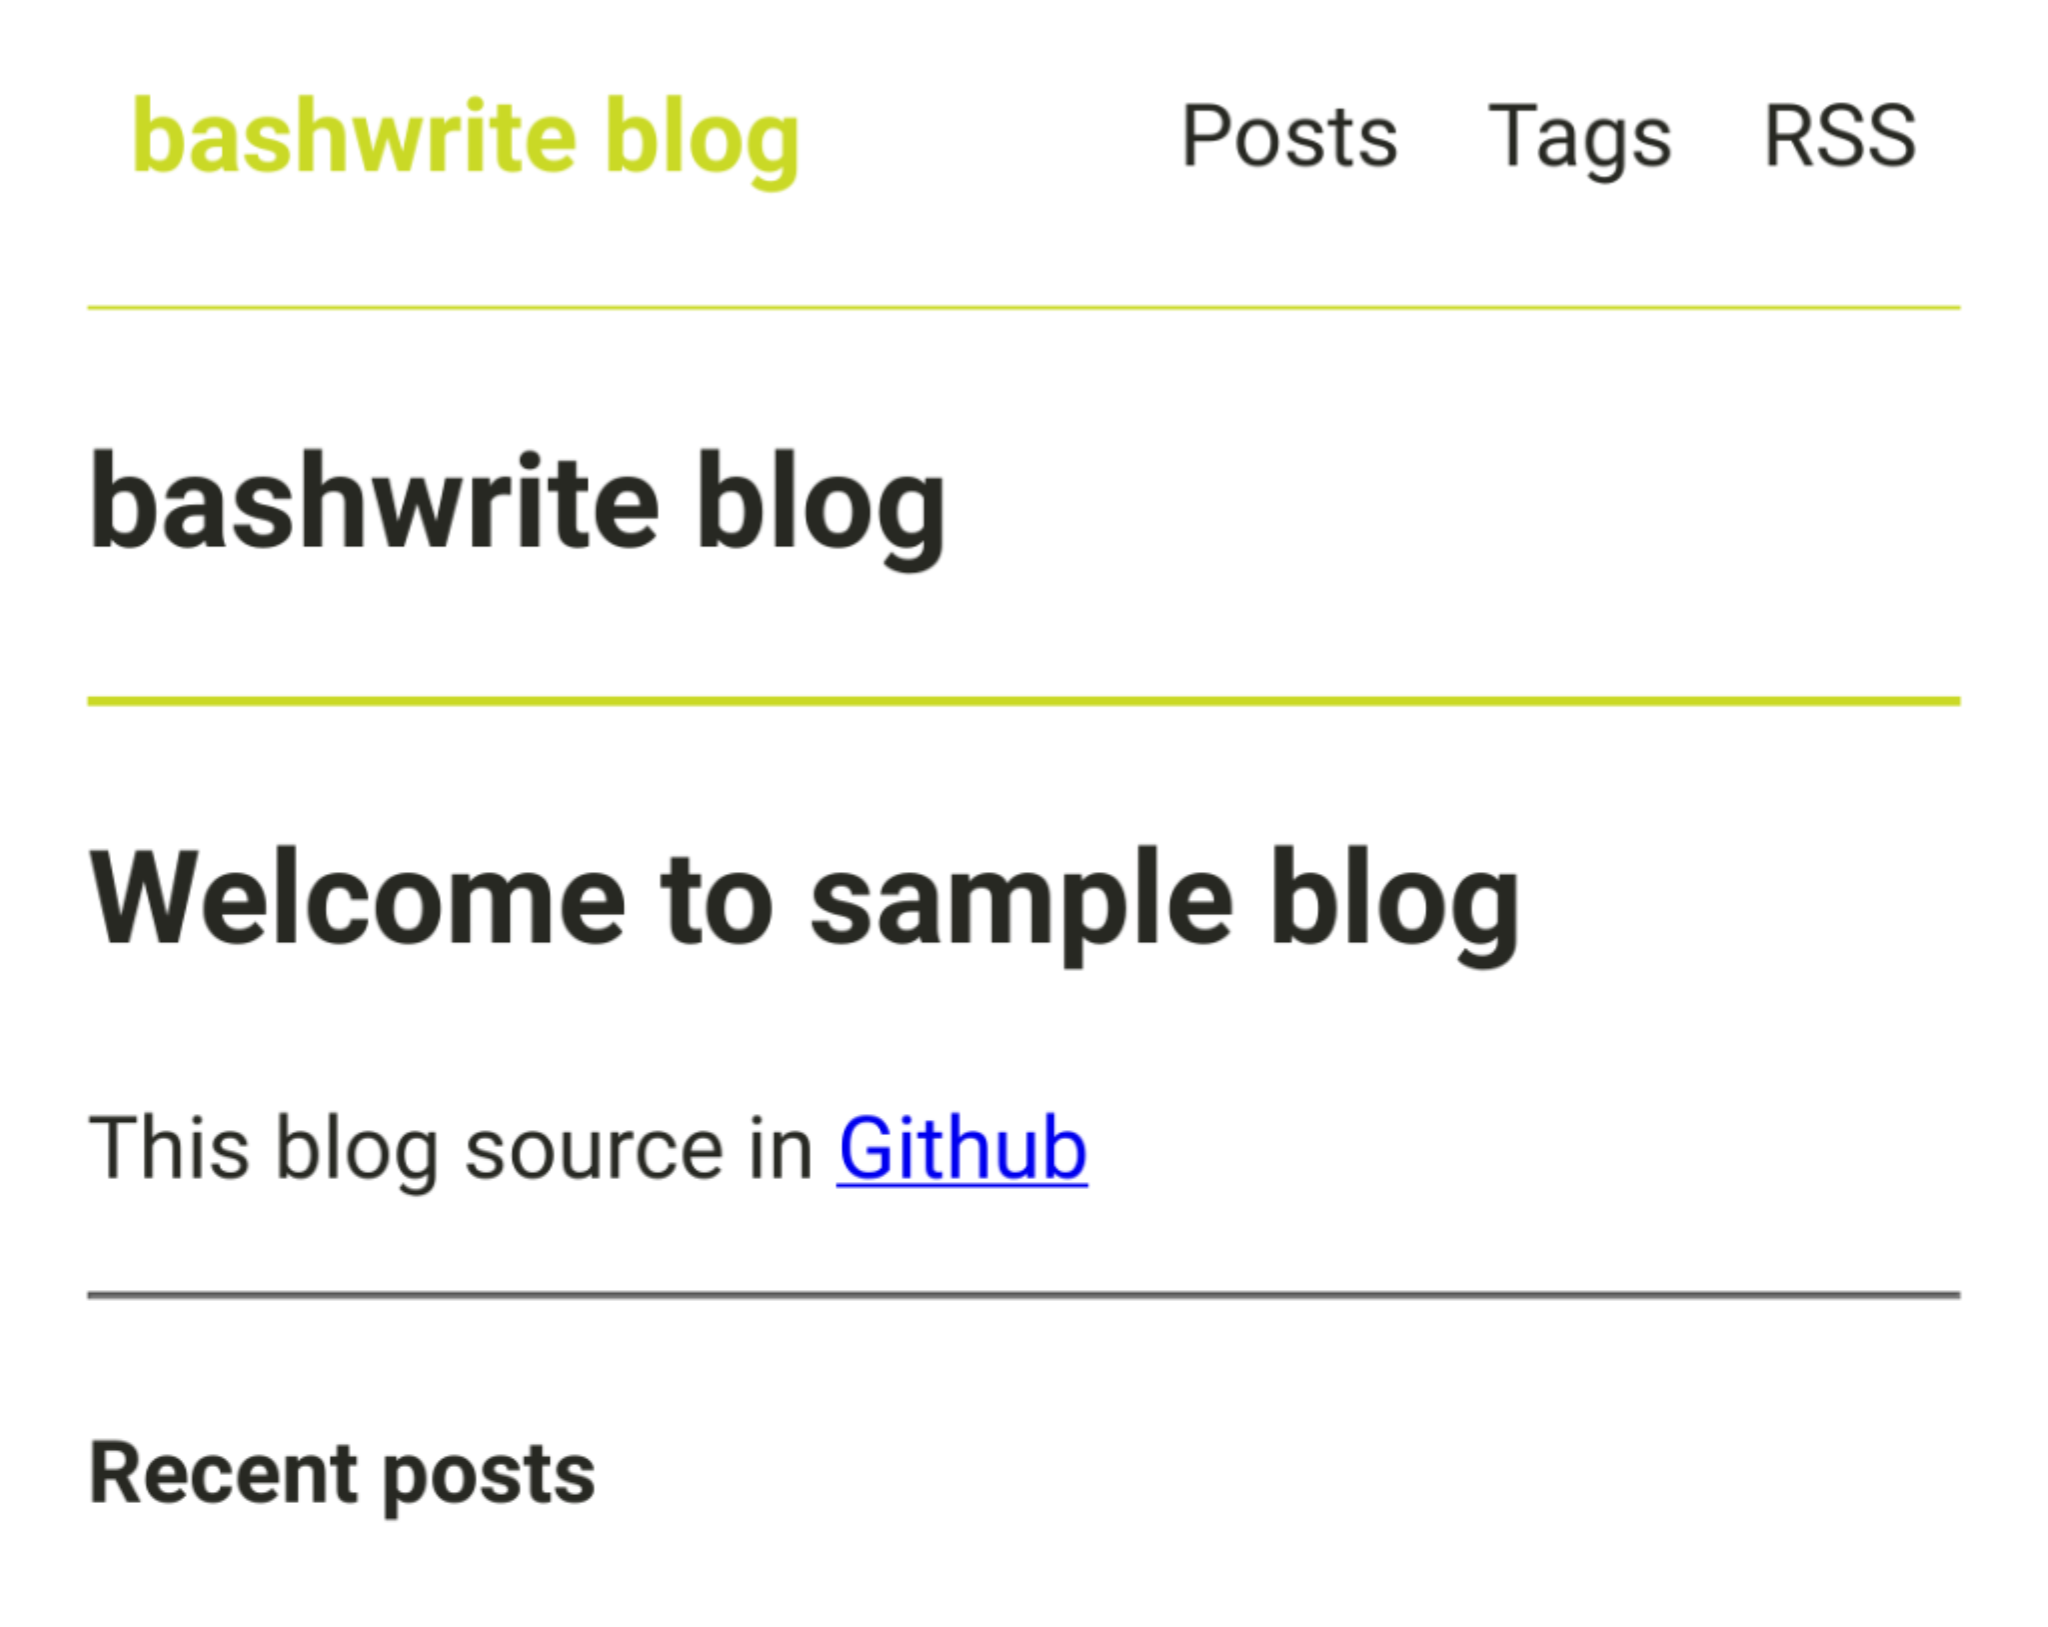 bashwrite blog Posts Tags RSS
bashwrite blog
Welcome to sample blog
This blog source in Github
Recent posts